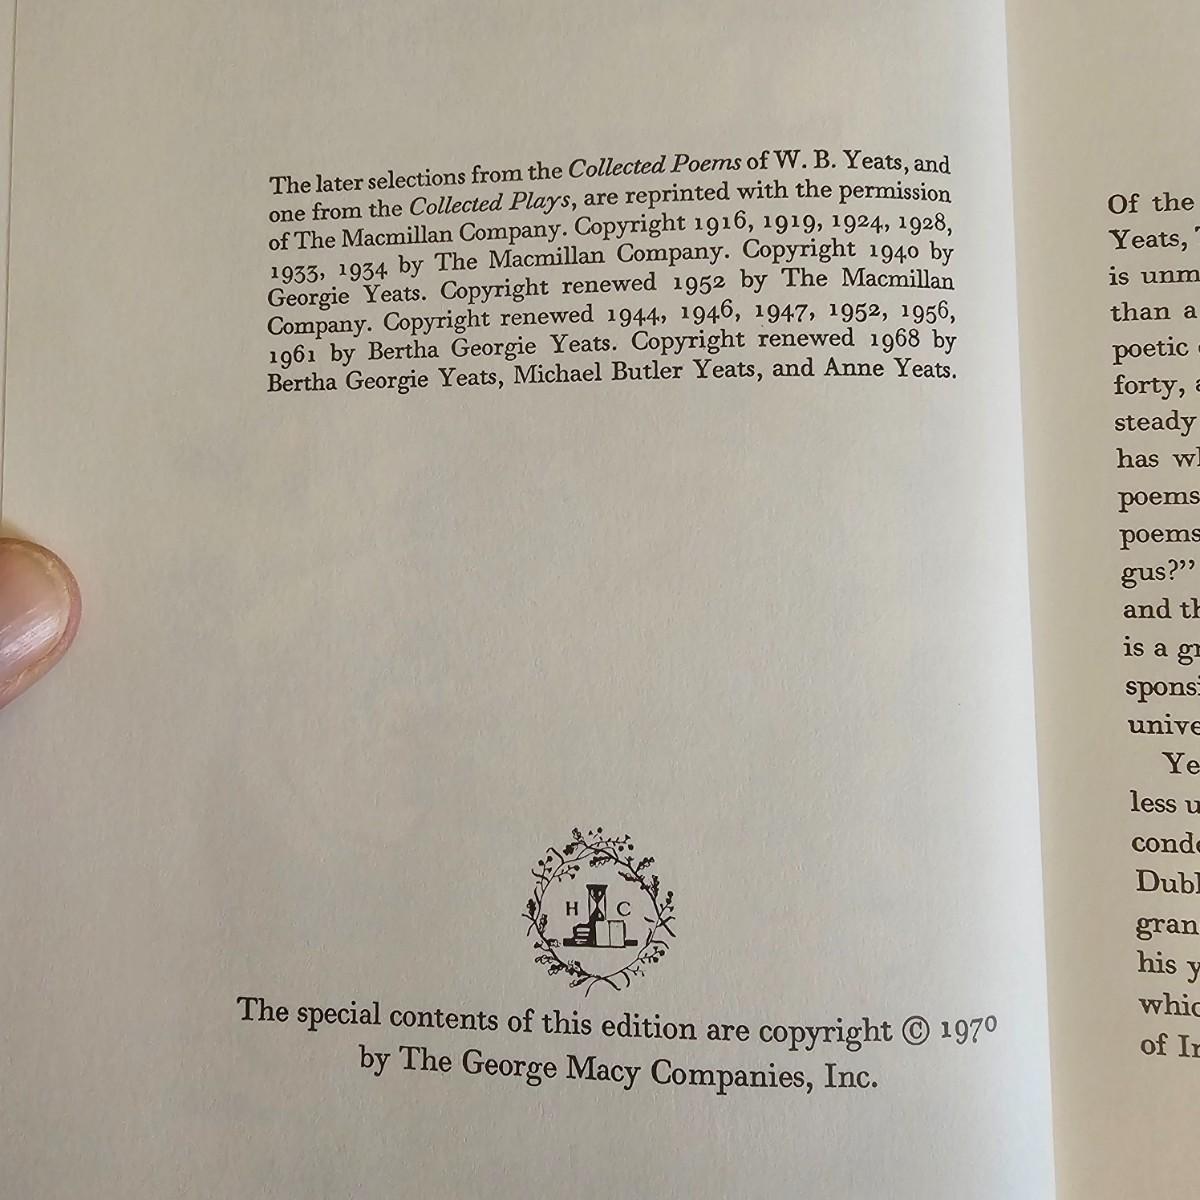 The later selections from the Collected Poems of W. B. Yeats, and
one from the Collected Plays, are reprinted with the permission
of The Macmillan Company. Copyright 1916, 1919, 1924, 1928,
1933, 1934 by The Macmillan Company. Copyright 1940 by
Georgie Yeats. Copyright renewed 1952 by The Macmillan
Company. Copyright renewed 1944, 1946, 1947, 1952, 1956,
1961 by Bertha Georgie Yeats. Copyright renewed 1968 by
Bertha Georgie Yeats, Michael Butler Yeats, and Anne Yeats.
H C
The special contents of this edition are copyright © 1970
by The George Macy Companies, Inc.
Of the
Yeats,
is unm
than a
poetic
forty,
steady
has wh
poems
poems
gus?”
and th
is a gr
sponsi
unive
Ye
less u
conde
Dubl
gran
his y
whic
of Ir